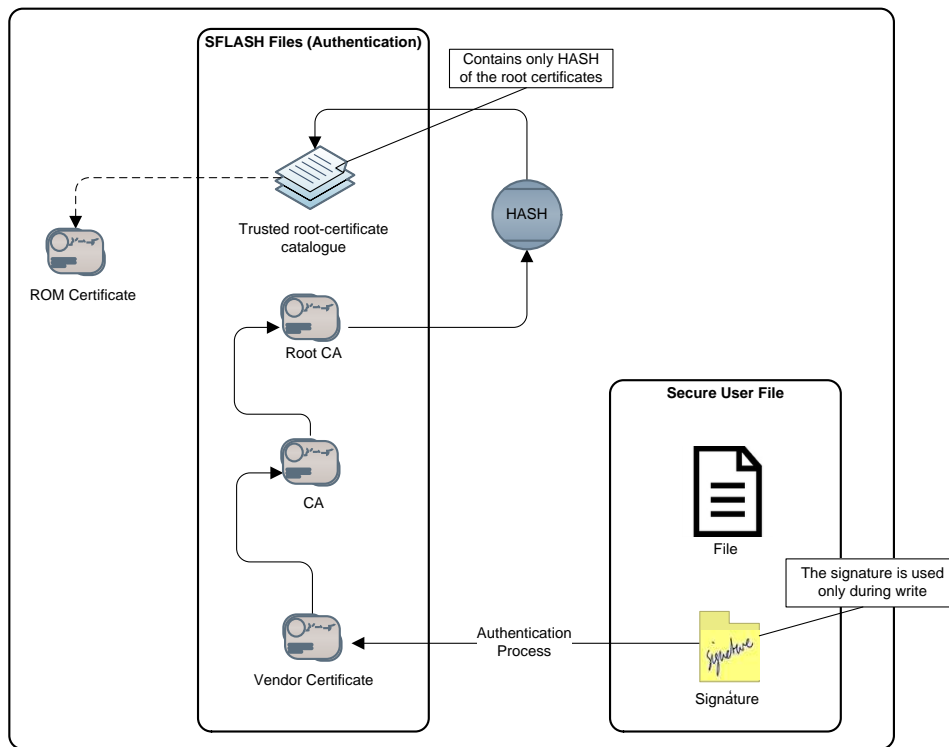 SFLASH Files (Authentication)
Contains only HASH
of the root certificates
HASH
Trusted root-certificate
catalogue
ROM Certificate
Root CA
Secure User File
CA
File
The signature is used
only during write
Authentication
Process
signature
Vendor Certificate
Signature